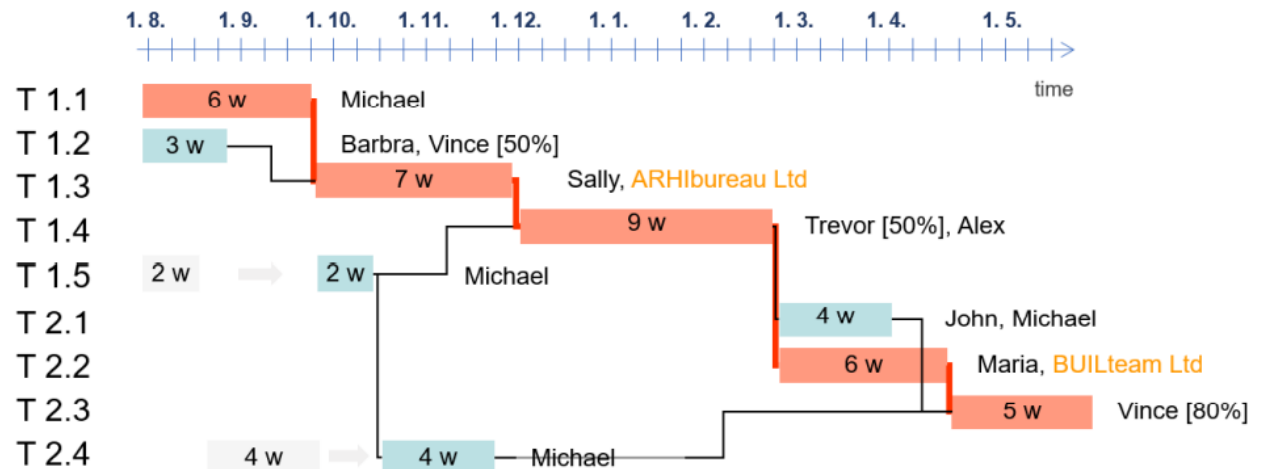 1. 8. 1. 9. 1. 10. 1. 11. 1. 12. 1. 1. 1. 2. 1. 3. 1. 4. 1. 5.
time
T 1.1 6 w Michael
T 1.2 3 w Barbra, Vince [50%]
T 1.3 7 w Sally, ARHIbureau Ltd
T 1.4 9 w Trevor [50%], Alex
T 1.5 2 w 2 w Michael
T 2.1 4 w John, Michael
T 2.2 6 w Maria, BUILteam Ltd
T 2.3 5 w Vince [80%]
T 2.4 4 w 4 w Michael